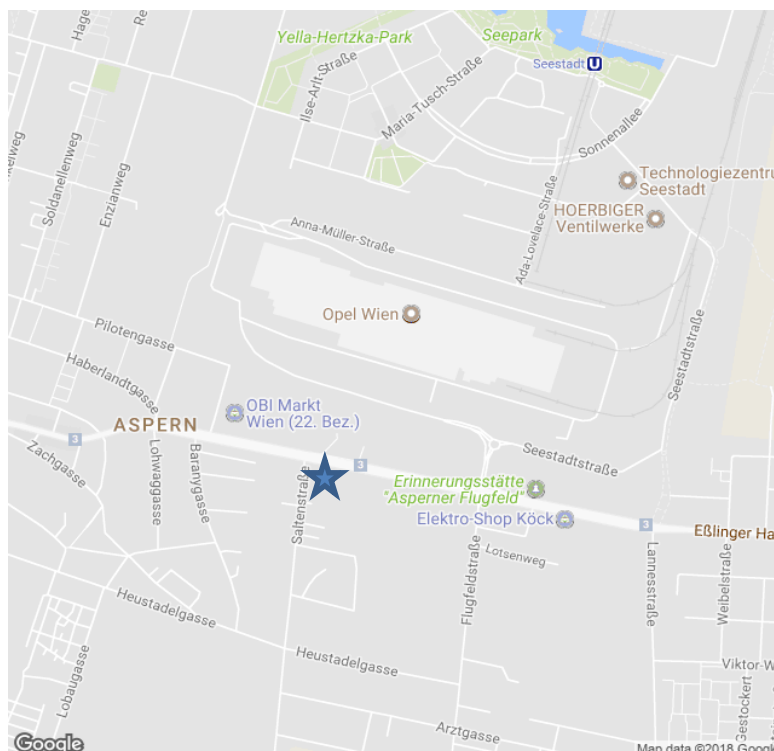 Yella-Hertzka-Park
Seepark
Seestadt U
Hage
Re
Ilse-Arlt-Straße
Maria-Tusch-Straße
Sonnenallee
Technologiezentru
Seestadt
HOERBIGER
Ventilwerke
Soldanellenweg
Enzianweg
Anna-Müller-Straße
Ada-Lovelace-Straße
Opel Wien
Pilotengasse
Haberlandtgasse
Seestadtstraße
OBI Markt
Wien (22. Bez.)
ASPERN
3
Zachgasse
Lohwaggasse
Baranygasse
3
Seestadtstraße
Erinnerungsstätte
"Asperner Flugfeld"
Saltenstraße
Elektro-Shop Köck
3
Eßlinger Ha
Lotsenweg
Flugfeldstraße
Lannesstraße
Weibelstraße
Heustadelgasse
Heustadelgasse
Viktor-W
Lobaugasse
Gestockert
Arztgasse
Google
Map data ©2018 Googl